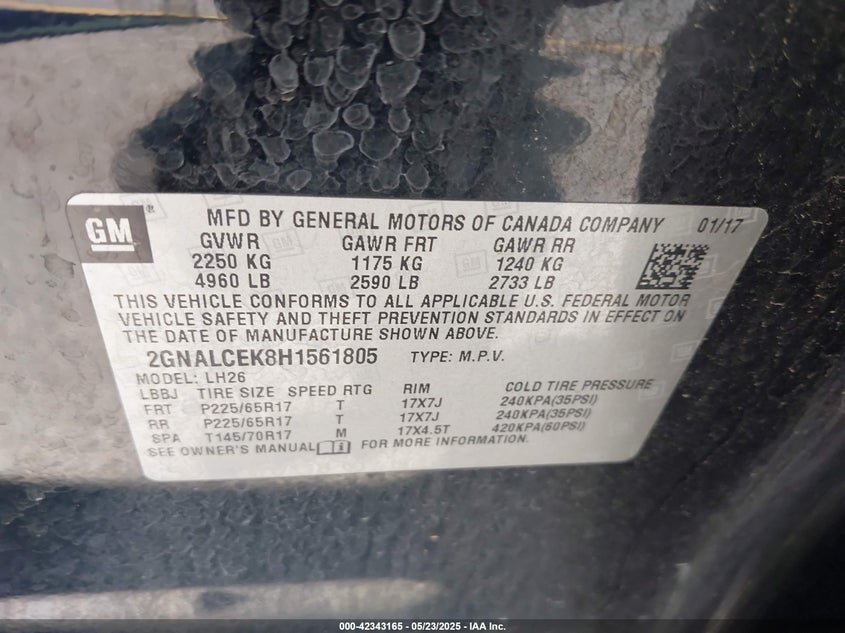 GM ® MFD BY GENERAL MOTORS OF CANADA COMPANY 01/17
GVWR GAWR FRT GAWR RR
2250 KG 1175 KG 1240 KG
4960 LB 2590 LB 2733 LB
THIS VEHICLE CONFORMS TO ALL APPLICABLE U.S. FEDERAL MOTOR
VEHICLE SAFETY AND THEFT PREVENTION STANDARDS IN EFFECT ON
THE DATE OF MANUFACTURE SHOWN ABOVE.
2GNALCEK8H1561805 TYPE: M.P.V.
MODEL: LH26
LBBJ TIRE SIZE SPEED RTG RIM COLD TIRE PRESSURE
FRT P225/65R17 T 17X7J 240KPA(35PSI)
RR P225/65R17 T 17X7J 240KPA(35PSI)
SPA T145/70R17 M 17X4.5T 420KPA(60PSI)
SEE OWNER'S MANUAL FOR MORE INFORMATION.
000-42343165 - 05/23/2025 - IAA Inc.